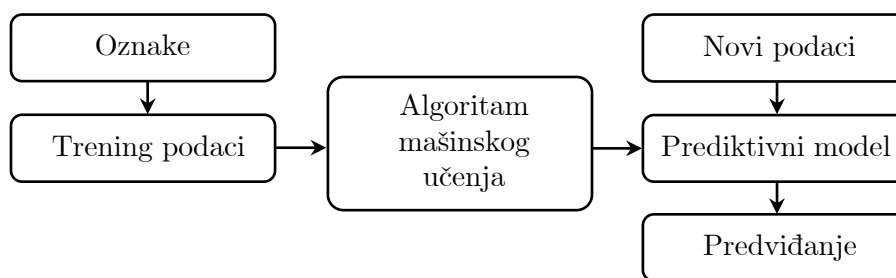 Oznake
Trening podaci
Algoritam
mašinskog
učenja
Novi podaci
Prediktivni model
Predviđanje